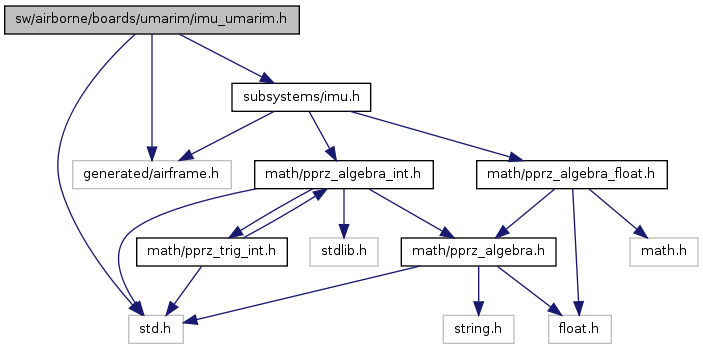 sw/airborne/boards/umarim/imu_umarim.h
subsystems/imu.h
generated/airframe.h
math/pprz_algebra_int.h
math/pprz_algebra_float.h
math/pprz_trig_int.h
stdlib.h
math/pprz_algebra.h
math.h
std.h
string.h
float.h